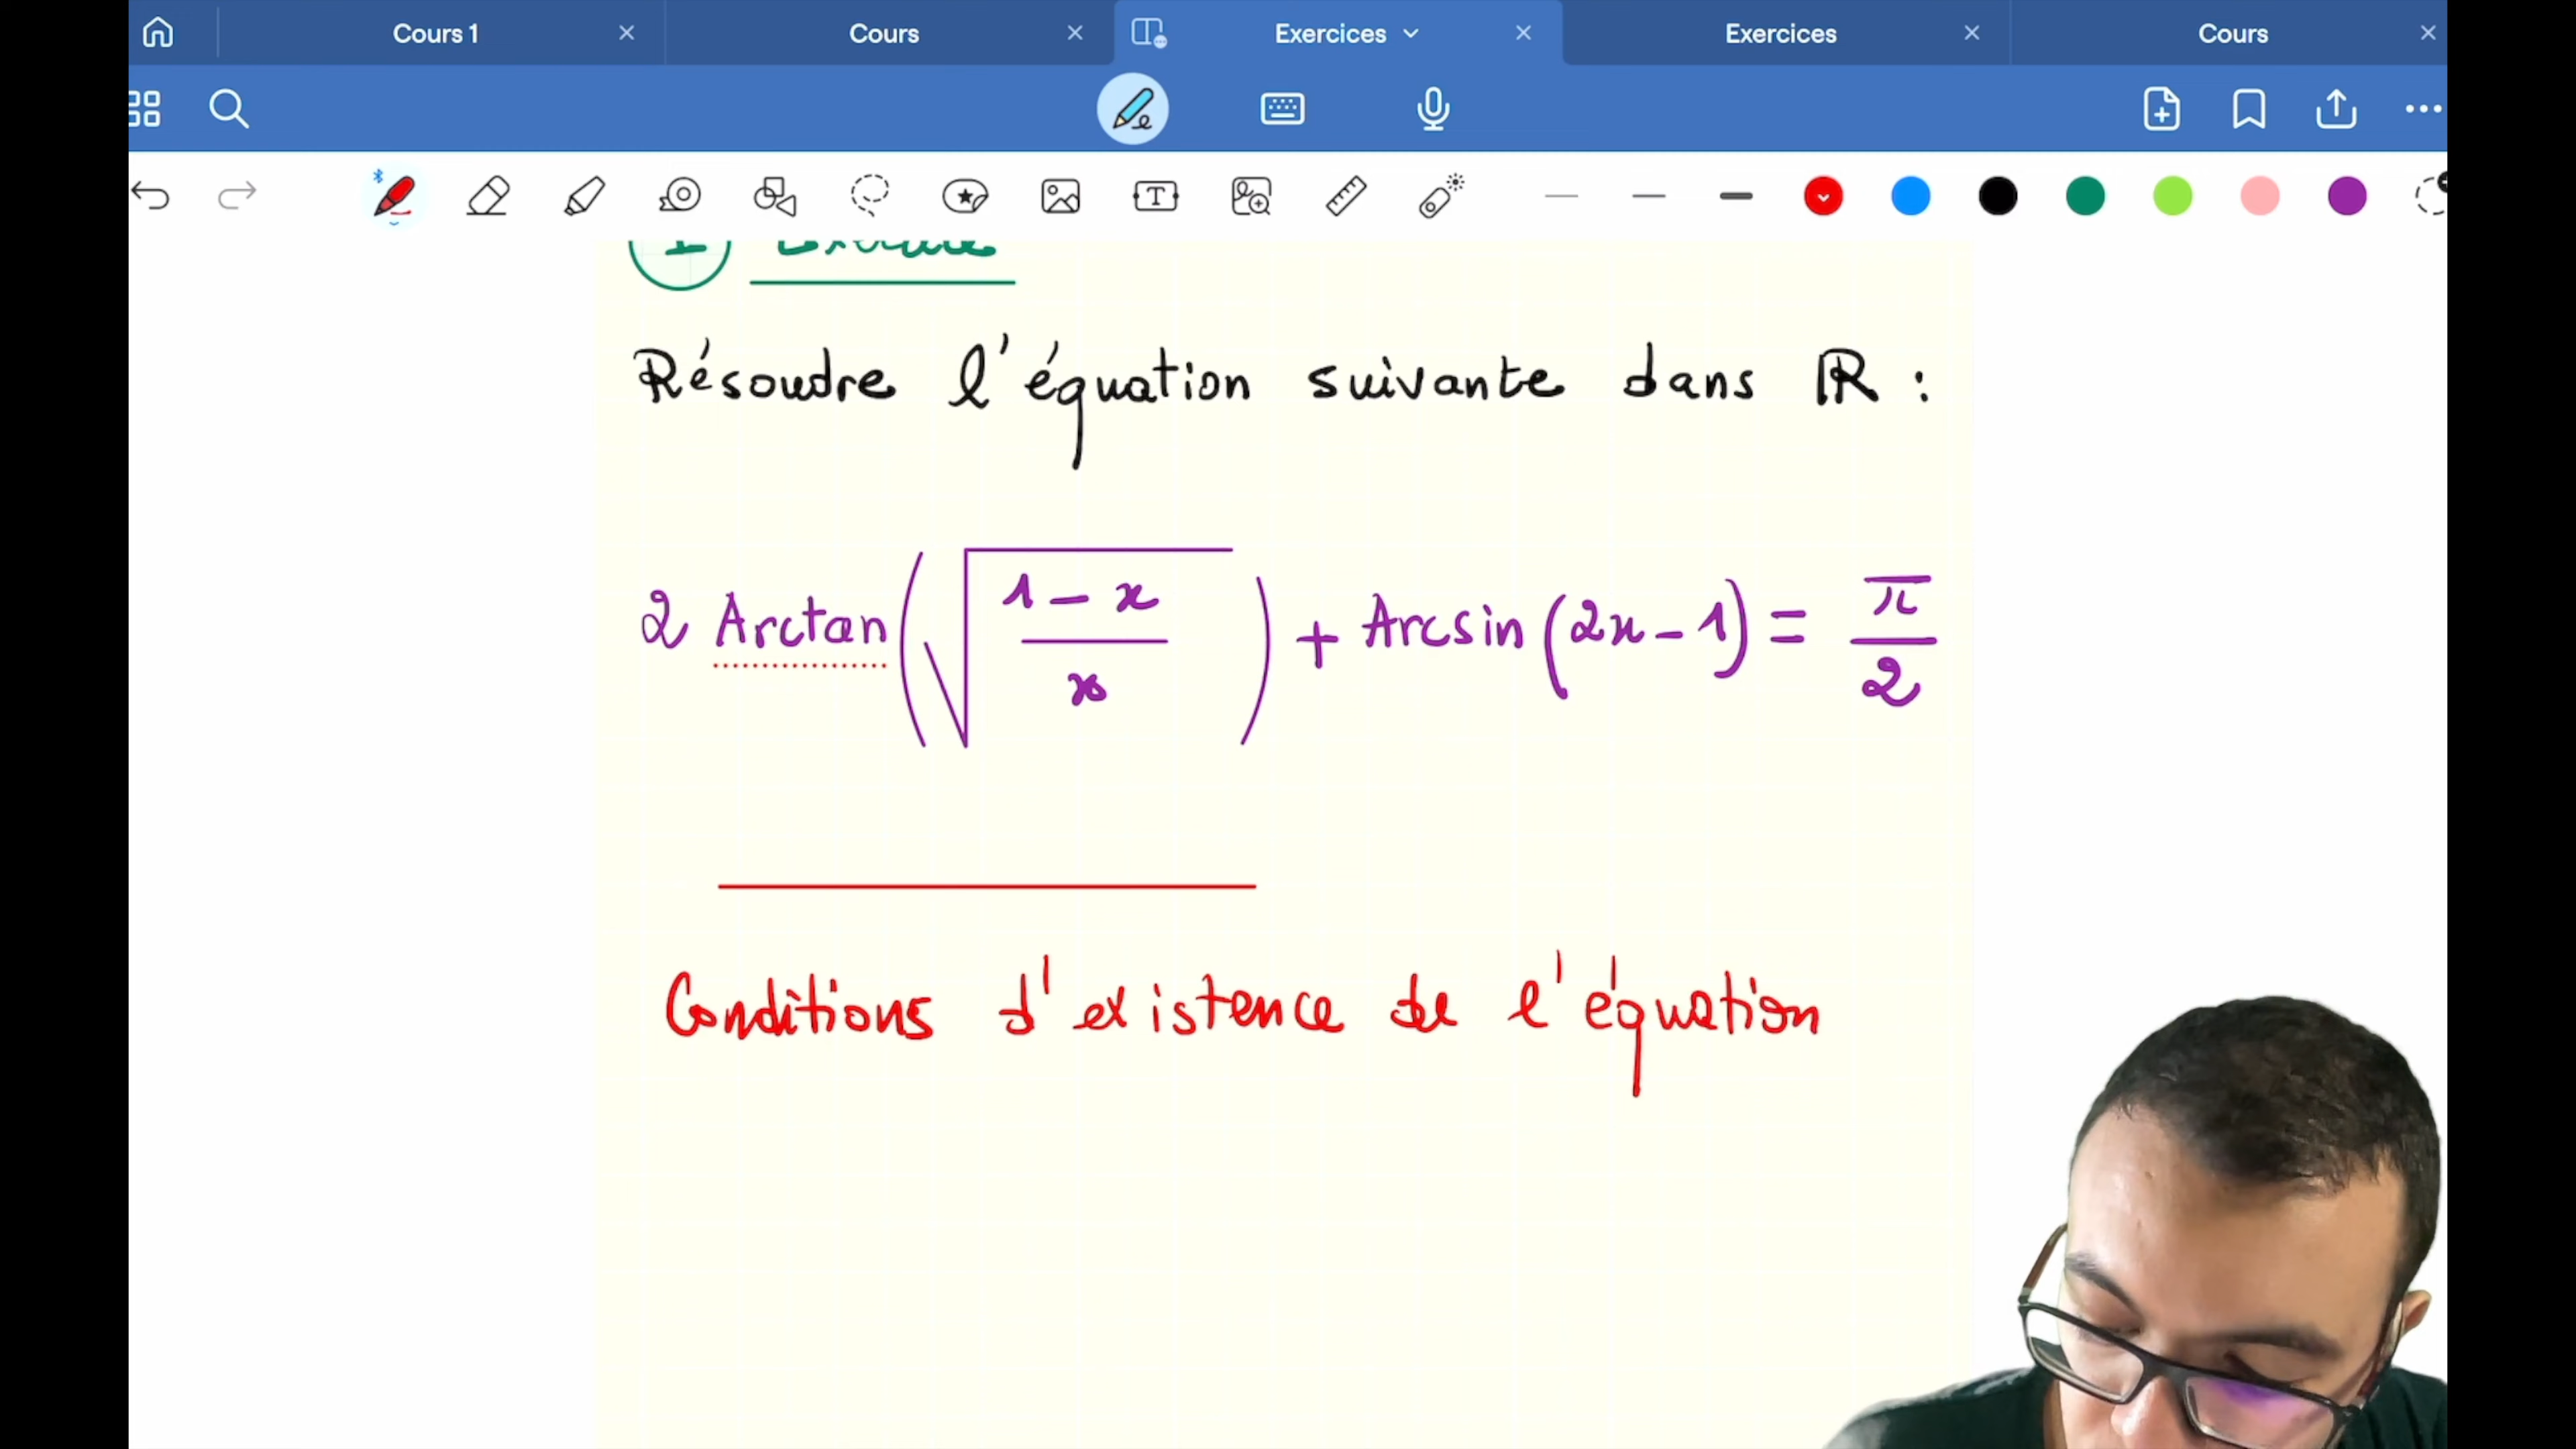 Cours 1
Cours
Exercices
Exercices
Cours
Résoudre l'équation suivante dans ℝ :
2 Arctan(√((1 - x)/x)) + Arcsin(2x - 1) = π/2
Conditions d'existence de l'équation